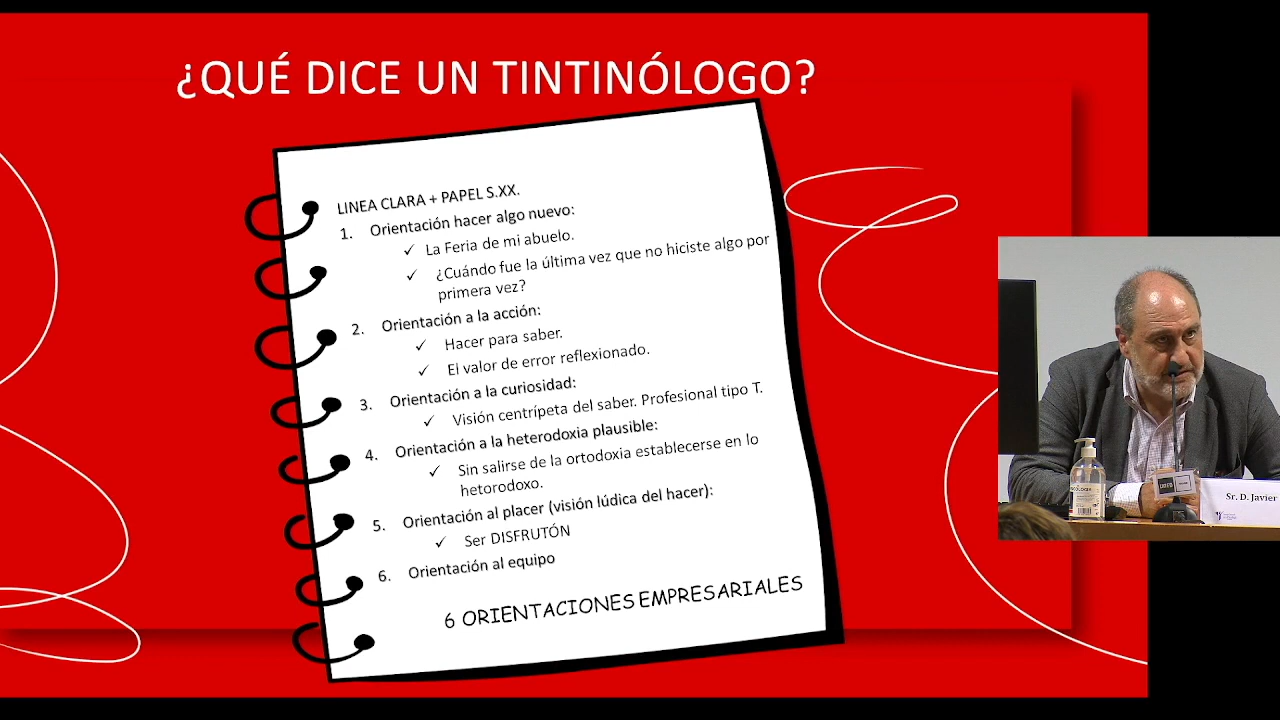 ¿QUÉ DICE UN TINTINÓLOGO?
LINEA CLARA + PAPEL S.XX.
1. Orientación hacer algo nuevo:
✓ La Feria de mi abuelo.
✓ ¿Cuándo fue la última vez que no hiciste algo por
primera vez?
2. Orientación a la acción:
✓ Hacer para saber.
✓ El valor de error reflexionado.
3. Orientación a la curiosidad:
✓ Visión centrípeta del saber. Profesional tipo T.
4. Orientación a la heterodoxia plausible:
✓ Sin salirse de la ortodoxia establecerse en lo
hetorodoxo.
5. Orientación al placer (visión lúdica del hacer):
✓ Ser DISFRUTÓN
6. Orientación al equipo
6 ORIENTACIONES EMPRESARIALES
Sr. D. Javier